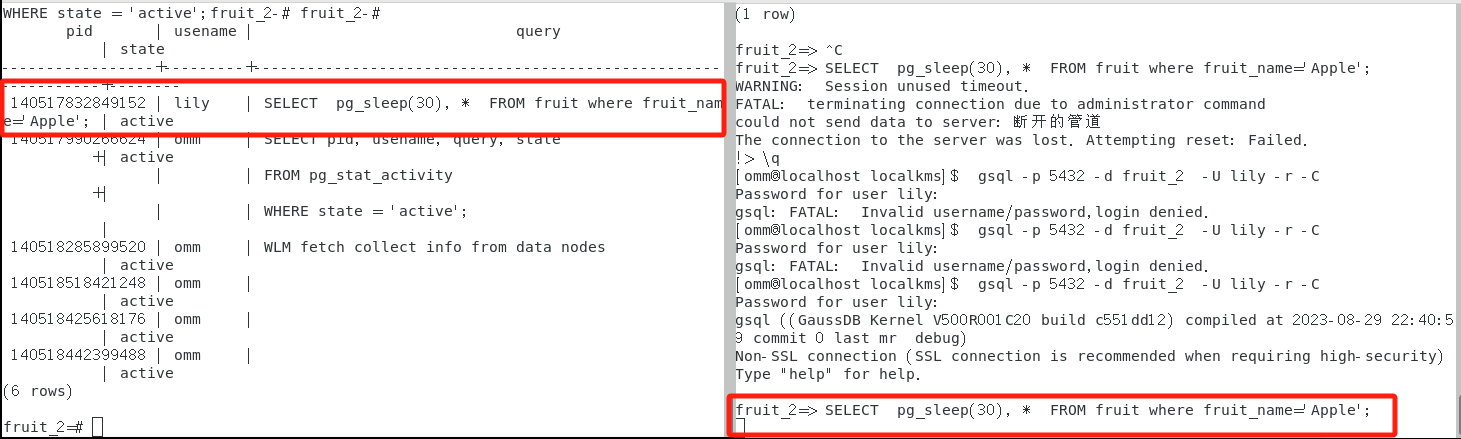 WHERE state = 'active';fruit_2-# fruit_2-#
pid | usename | query
| state
-------------------+---------+------------------------------------------------------
-------------+--------
140517832849152 | lily | SELECT pg_sleep(30), * FROM fruit where fruit_nam
e='Apple'; | active
140517990266624 | omm | SELECT pid, usename, query, state
+| active
| | FROM pg_stat_activity
+|
| | WHERE state = 'active';
|
140518285899520 | omm | WLM fetch collect info from data nodes
| active
140518518421248 | omm |
| active
140518425618176 | omm |
| active
140518442399488 | omm |
| active
(6 rows)
fruit_2=#
(1 row)
fruit_2=> ^C
fruit_2=> SELECT pg_sleep(30), * FROM fruit where fruit_name='Apple';
WARNING: Session unused timeout.
FATAL: terminating connection due to administrator command
could not send data to server: 断开的管道
The connection to the server was lost. Attempting reset: Failed.
!> \q
[omm@localhost localkms]$ gsql -p 5432 -d fruit_2 -U lily -r -C
Password for user lily:
gsql: FATAL: Invalid username/password,login denied.
[omm@localhost localkms]$ gsql -p 5432 -d fruit_2 -U lily -r -C
Password for user lily:
gsql: FATAL: Invalid username/password,login denied.
[omm@localhost localkms]$ gsql -p 5432 -d fruit_2 -U lily -r -C
Password for user lily:
gsql ((GaussDB Kernel V500R001C20 build c551dd12) compiled at 2023-08-29 22:40:5
9 commit 0 last mr debug)
Non-SSL connection (SSL connection is recommended when requiring high-security)
Type "help" for help.
fruit_2=> SELECT pg_sleep(30), * FROM fruit where fruit_name='Apple';